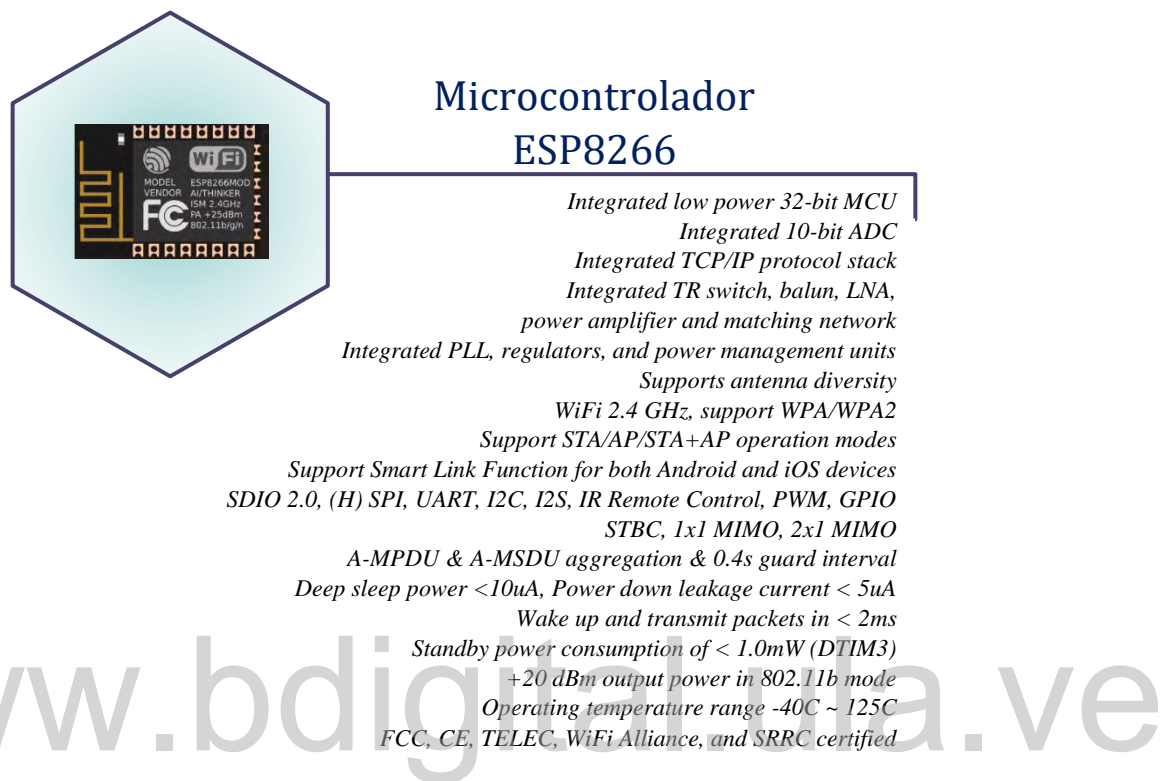 Microcontrolador
ESP8266
WiFi
MODEL ESP8266MOD
VENDOR AI/THINKER
ISM 2.4GHz
PA +25dBm
802.11b/g/n
FC
Integrated low power 32-bit MCU
Integrated 10-bit ADC
Integrated TCP/IP protocol stack
Integrated TR switch, balun, LNA,
power amplifier and matching network
Integrated PLL, regulators, and power management units
Supports antenna diversity
WiFi 2.4 GHz, support WPA/WPA2
Support STA/AP/STA+AP operation modes
Support Smart Link Function for both Android and iOS devices
SDIO 2.0, (H) SPI, UART, I2C, I2S, IR Remote Control, PWM, GPIO
STBC, 1x1 MIMO, 2x1 MIMO
A-MPDU & A-MSDU aggregation & 0.4s guard interval
Deep sleep power <10uA, Power down leakage current < 5uA
Wake up and transmit packets in < 2ms
Standby power consumption of < 1.0mW (DTIM3)
+20 dBm output power in 802.11b mode
Operating temperature range -40C ~ 125C
FCC, CE, TELEC, WiFi Alliance, and SRRC certified
w.bdigital.ula.ve